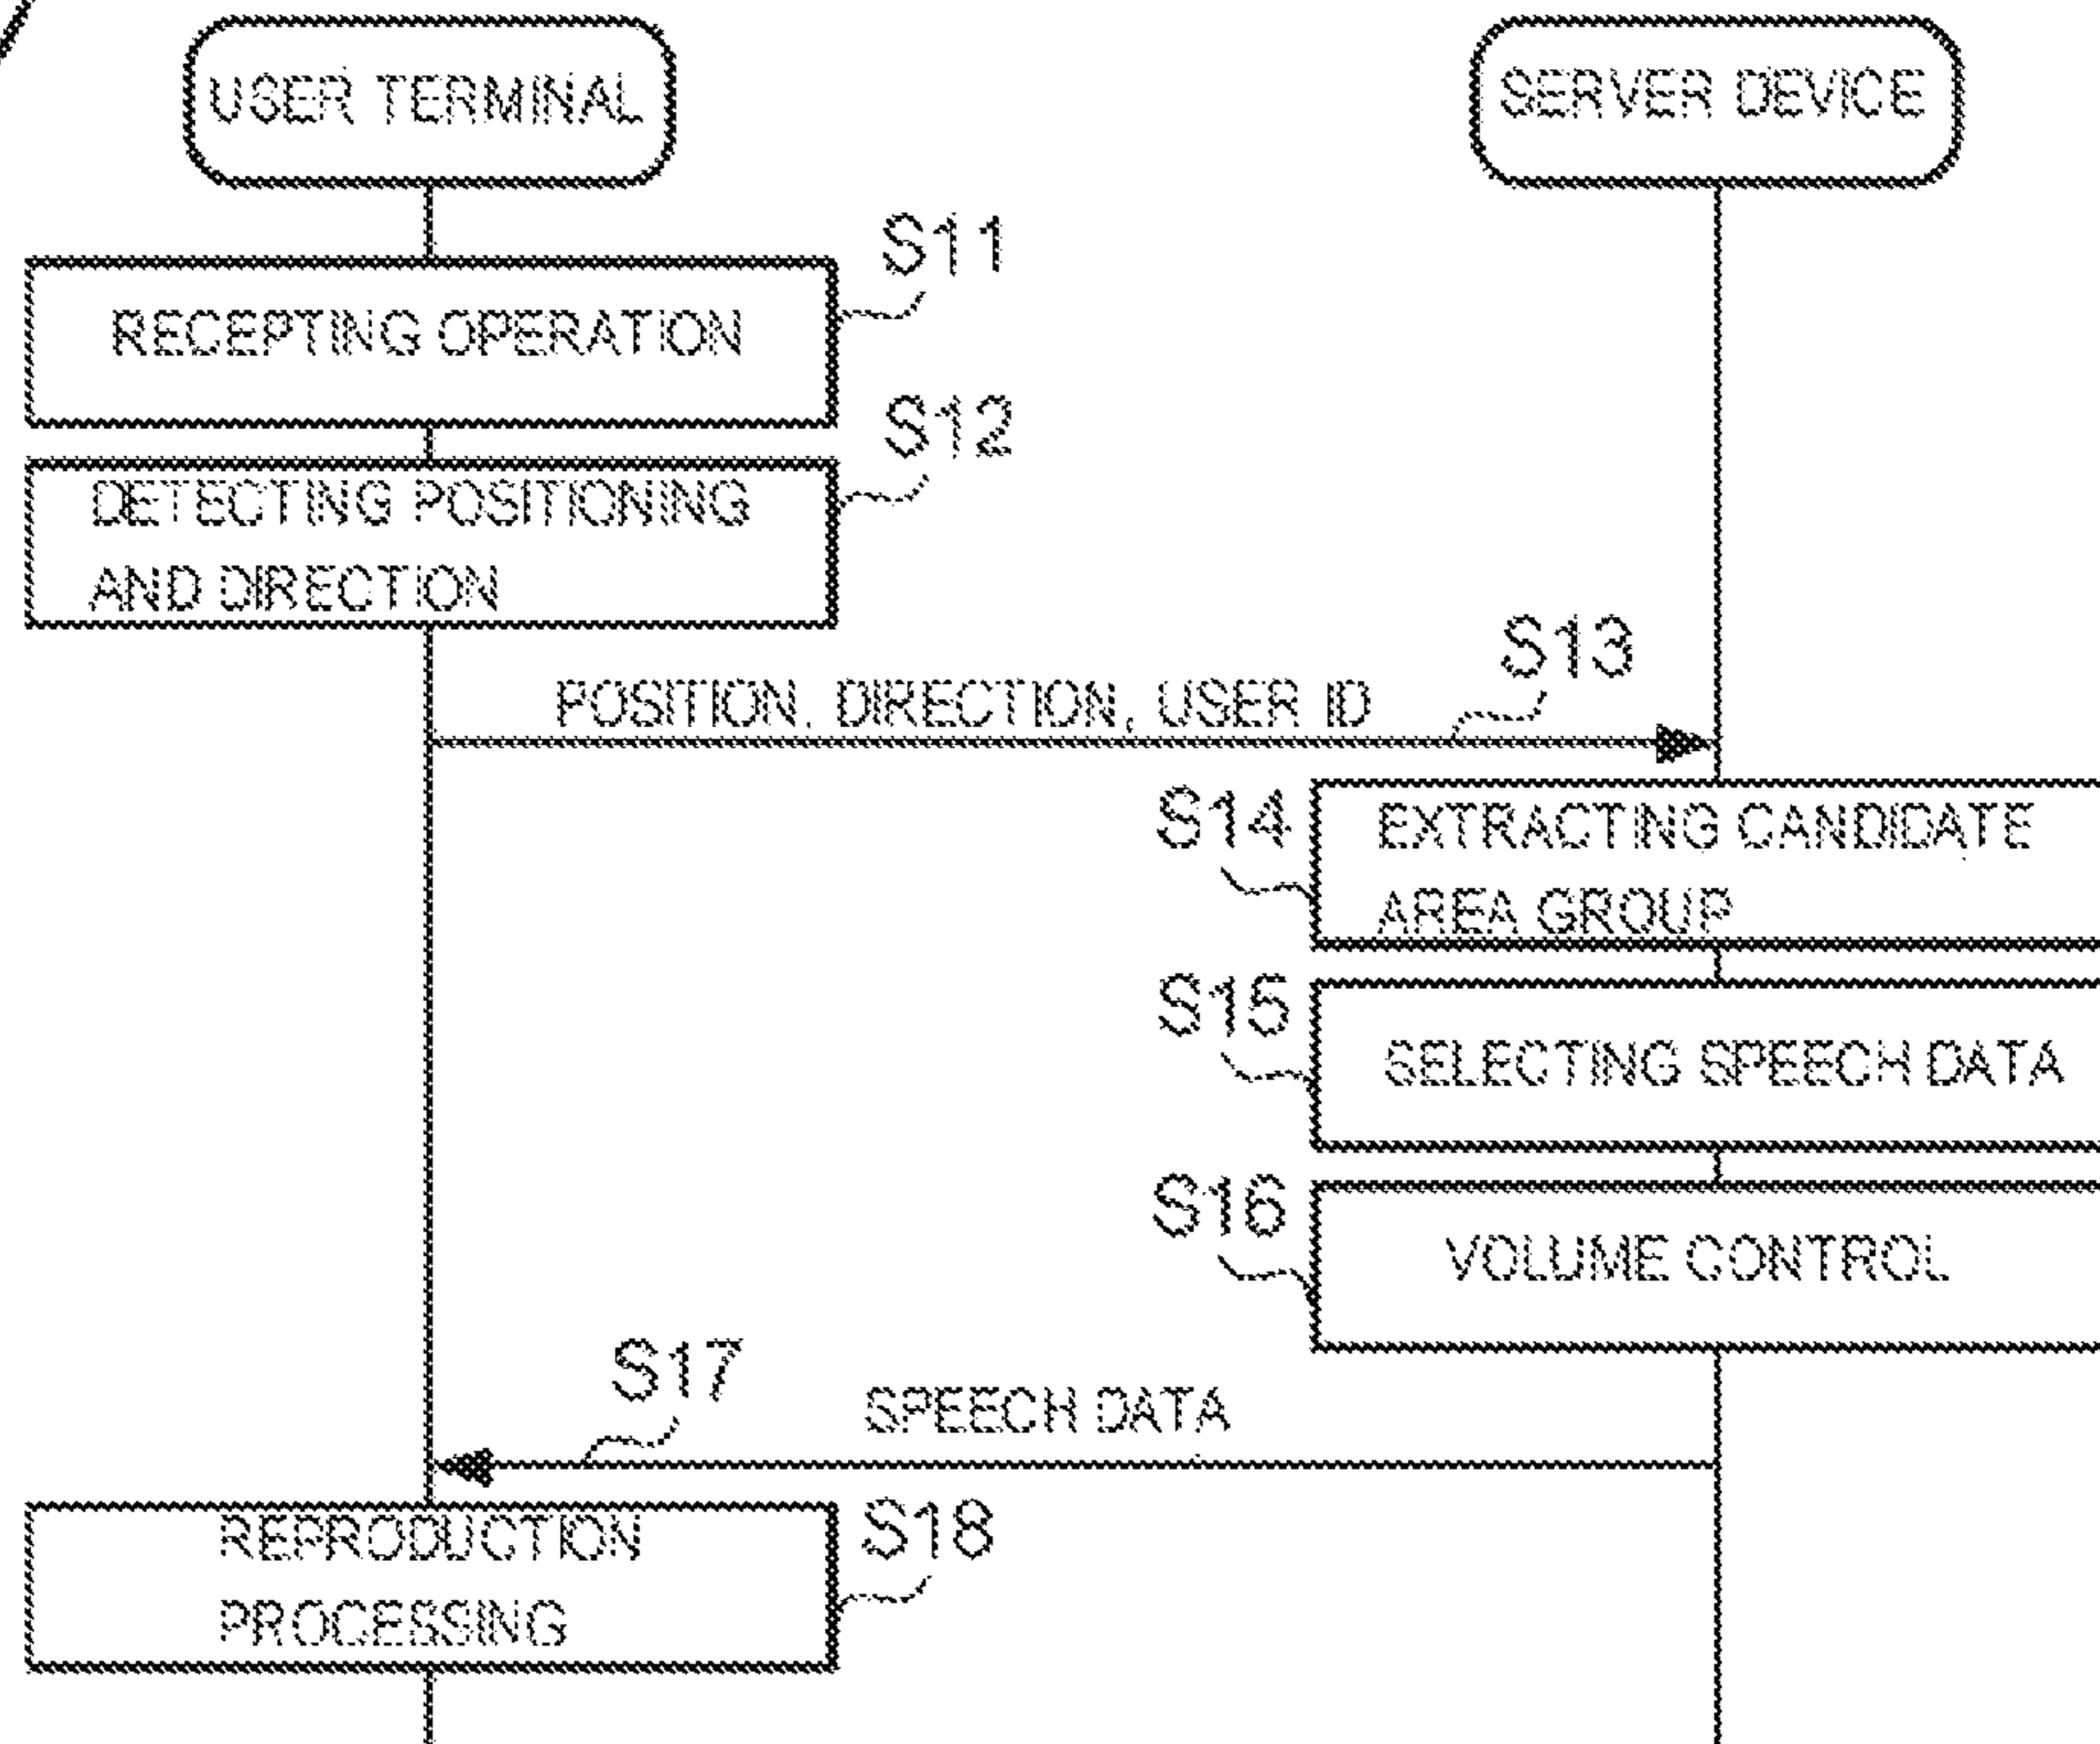 USER TERMINAL
SERVER DEVICE
S11
RECEPTING OPERATION
S12
DETECTING POSITIONING
AND DIRECTION
S13
POSITION, DIRECTION, USER ID
S14
EXTRACTING CANDIDATE
AREA GROUP
S15
SELECTING SPEECH DATA
S16
VOLUME CONTROL
S17
SPEECH DATA
S18
REPRODUCTION
PROCESSING